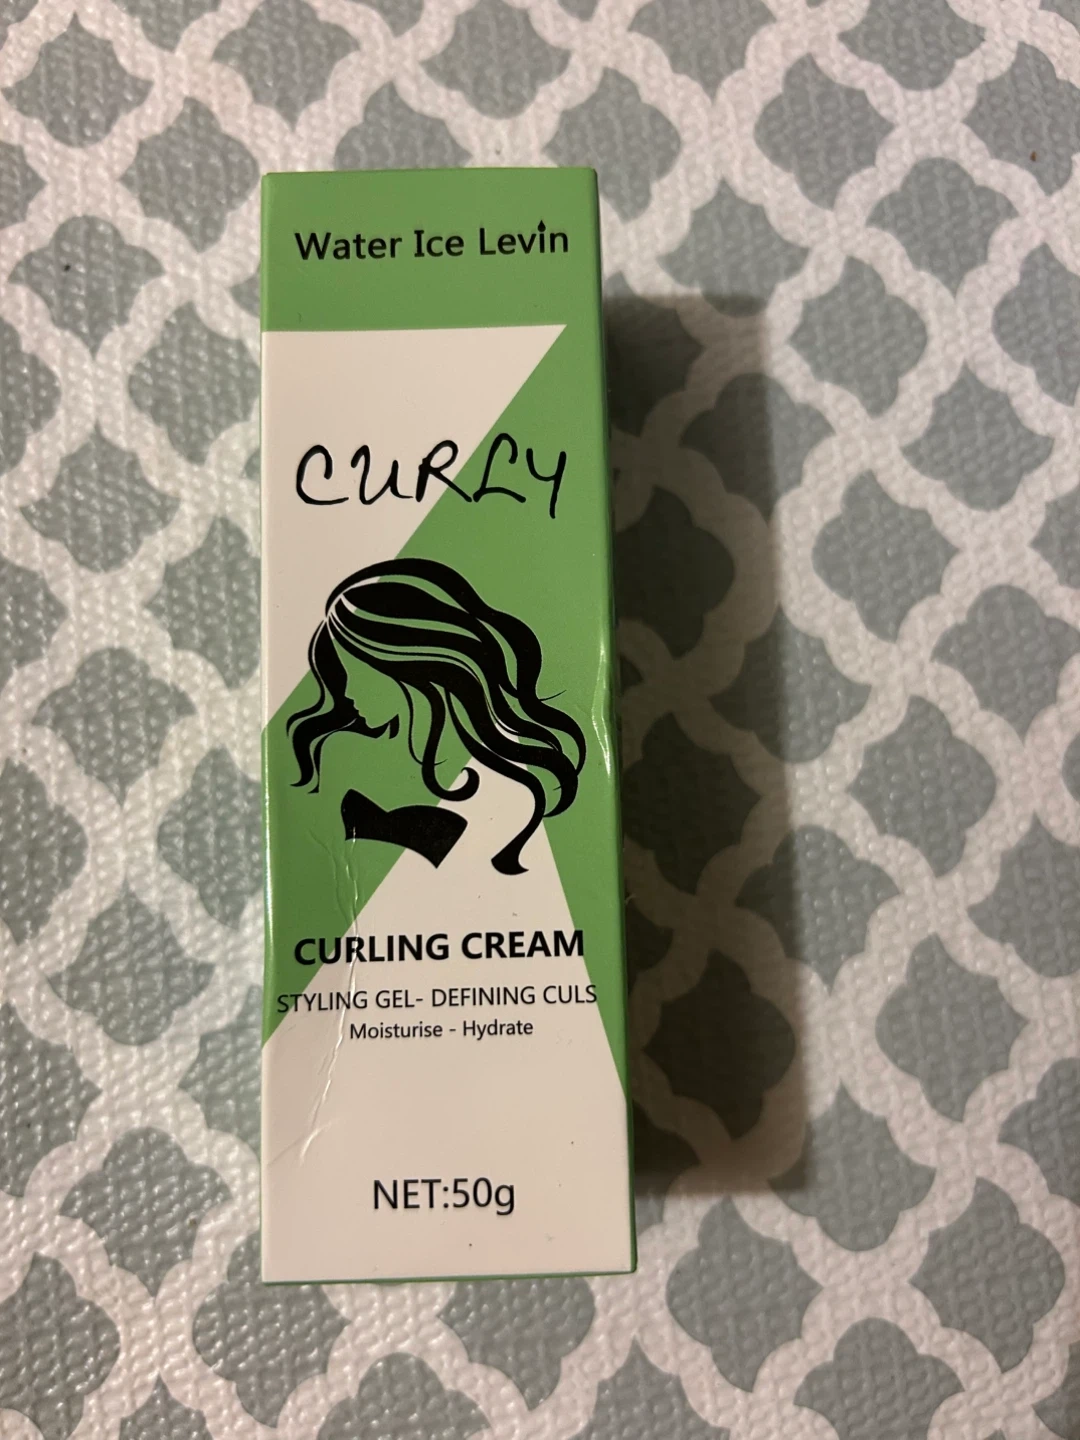 Water Ice Levin
CURLY
CURLING CREAM
STYLING GEL- DEFINING CULS
Moisturise - Hydrate
NET:50g